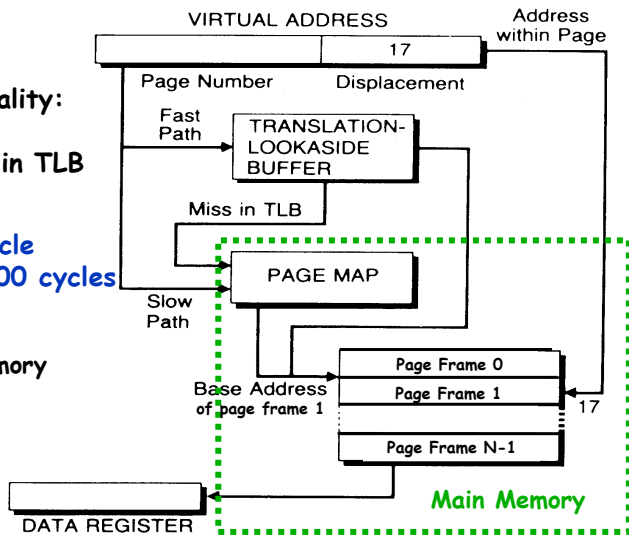 VIRTUAL ADDRESS
Address
within Page
17
Page Number
Displacement
ality:
Fast
Path
TRANSLATION-
LOOKASIDE
BUFFER
in TLB
Miss in TLB
cle
00 cycles
PAGE MAP
Slow
Path
mory
Page Frame 0
Base Address
of page frame 1
Page Frame 1
17
Page Frame N-1
Main Memory
DATA REGISTER